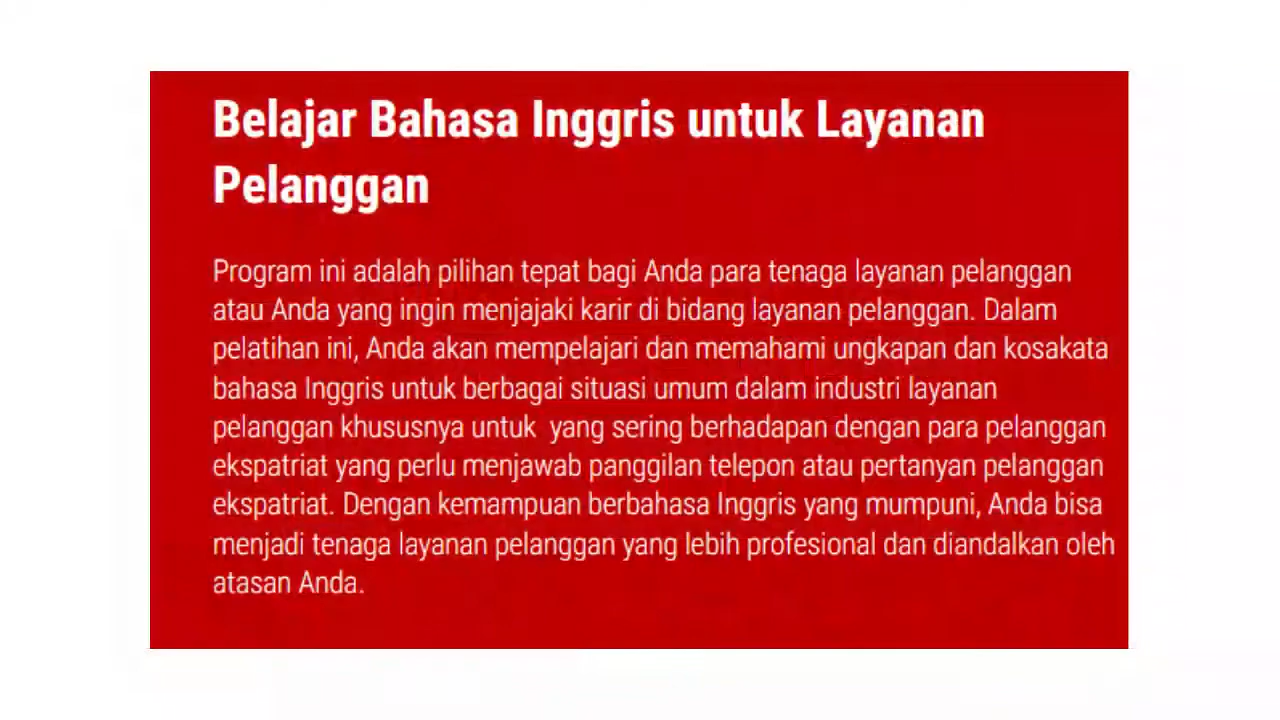 Belajar Bahasa Inggris untuk Layanan
Pelanggan
Program ini adalah pilihan tepat bagi Anda para tenaga layanan pelanggan
atau Anda yang ingin menjajaki karir di bidang layanan pelanggan. Dalam
pelatihan ini, Anda akan mempelajari dan memahami ungkapan dan kosakata
bahasa Inggris untuk berbagai situasi umum dalam industri layanan
pelanggan khususnya untuk  yang sering berhadapan dengan para pelanggan
ekspatriat yang perlu menjawab panggilan telepon atau pertanyan pelanggan
ekspatriat. Dengan kemampuan berbahasa Inggris yang mumpuni, Anda bisa
menjadi tenaga layanan pelanggan yang lebih profesional dan diandalkan oleh
atasan Anda.